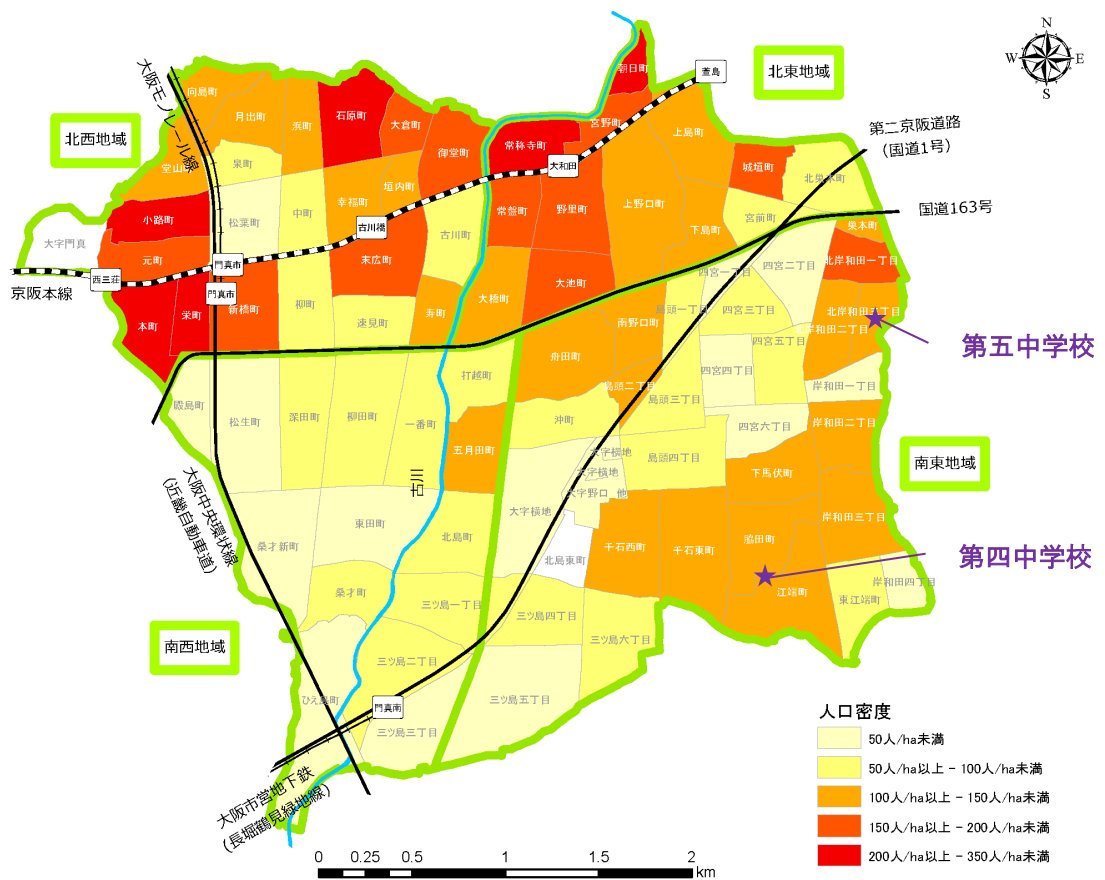 N
W
E
S
萱島
北東地域
朝日町
向島町
大阪モノレール線
月出町
浜町
石原町
大倉町
宮野町
上島町
第二京阪道路
(国道1号)
北西地域
御堂町
常称寺町
大和田
城垣町
堂山町
泉町
垣内町
北巣本町
幸福町
常盤町
野里町
上野口町
宮前町
国道163号
小路町
松葉町
中町
古川橋
古川町
下島町
巣本町
大字門真
元町
門真市
末広町
四宮一丁目
四宮二丁目
北岸和田一丁目
京阪本線
西三荘
門真市
大池町
本町
栄町
新橋町
柳町
速見町
寿町
大橋町
南野口町
島頭一丁目
四宮三丁目
北岸和田三丁目
北岸和田二丁目
第五中学校
四宮五丁目
舟田町
打越町
島頭二丁目
四宮四丁目
岸和田一丁目
殿島町
松生町
深田町
柳田町
一番町
沖町
島頭三丁目
四宮六丁目
岸和田二丁目
五月田町
大字横地
島頭四丁目
下馬伏町
南東地域
大字横地
大字野口 他
古川
大阪中央環状線
(近畿自動車道)
大字横地
岸和田三丁目
東田町
桑才新町
北島町
北島東町
千石西町
千石東町
脇田町
第四中学校
江端町
東江端町
岸和田四丁目
桑才町
三ツ島一丁目
三ツ島四丁目
三ツ島六丁目
南西地域
三ツ島二丁目
ひえ島町
門真南
三ツ島五丁目
三ツ島三丁目
大阪市営地下鉄
(長堀鶴見緑地線)
人口密度
50人/ha未満
50人/ha以上 - 100人/ha未満
100人/ha以上 - 150人/ha未満
150人/ha以上 - 200人/ha未満
200人/ha以上 - 350人/ha未満
0 0.25 0.5 1 1.5 2
km